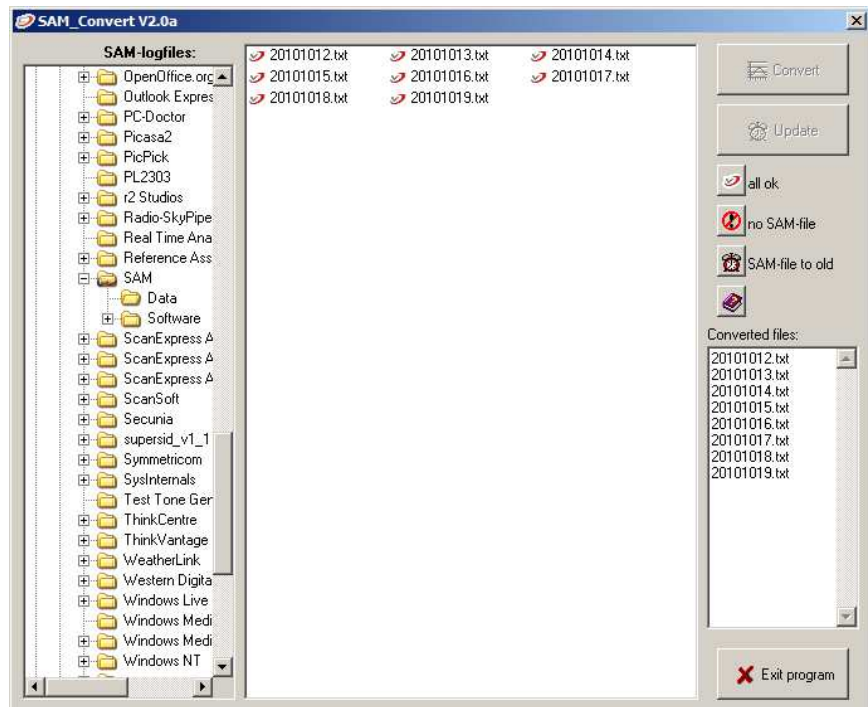 SAM_Convert V2.0a
SAM-logfiles:
OpenOffice.org
Outlook Expres
PC-Doctor
Picasa2
PicPick
PL2303
r2 Studios
Radio-SkyPipe
Real Time Ana
Reference Ass
SAM
Data
Software
ScanExpress A
ScanExpress A
ScanExpress A
ScanSoft
Secunia
supersid_v1_1
Symmetricom
SysInternals
Test Tone Ger
ThinkCentre
ThinkVantage
WeatherLink
Western Digita
Windows Live
Windows Medi
Windows Medi
Windows NT
20101012.txt 20101013.txt 20101014.txt
20101015.txt 20101016.txt 20101017.txt
20101018.txt 20101019.txt
Convert
Update
all ok
no SAM-file
SAM-file to old
Converted files:
20101012.txt
20101013.txt
20101014.txt
20101015.txt
20101016.txt
20101017.txt
20101018.txt
20101019.txt
Exit program